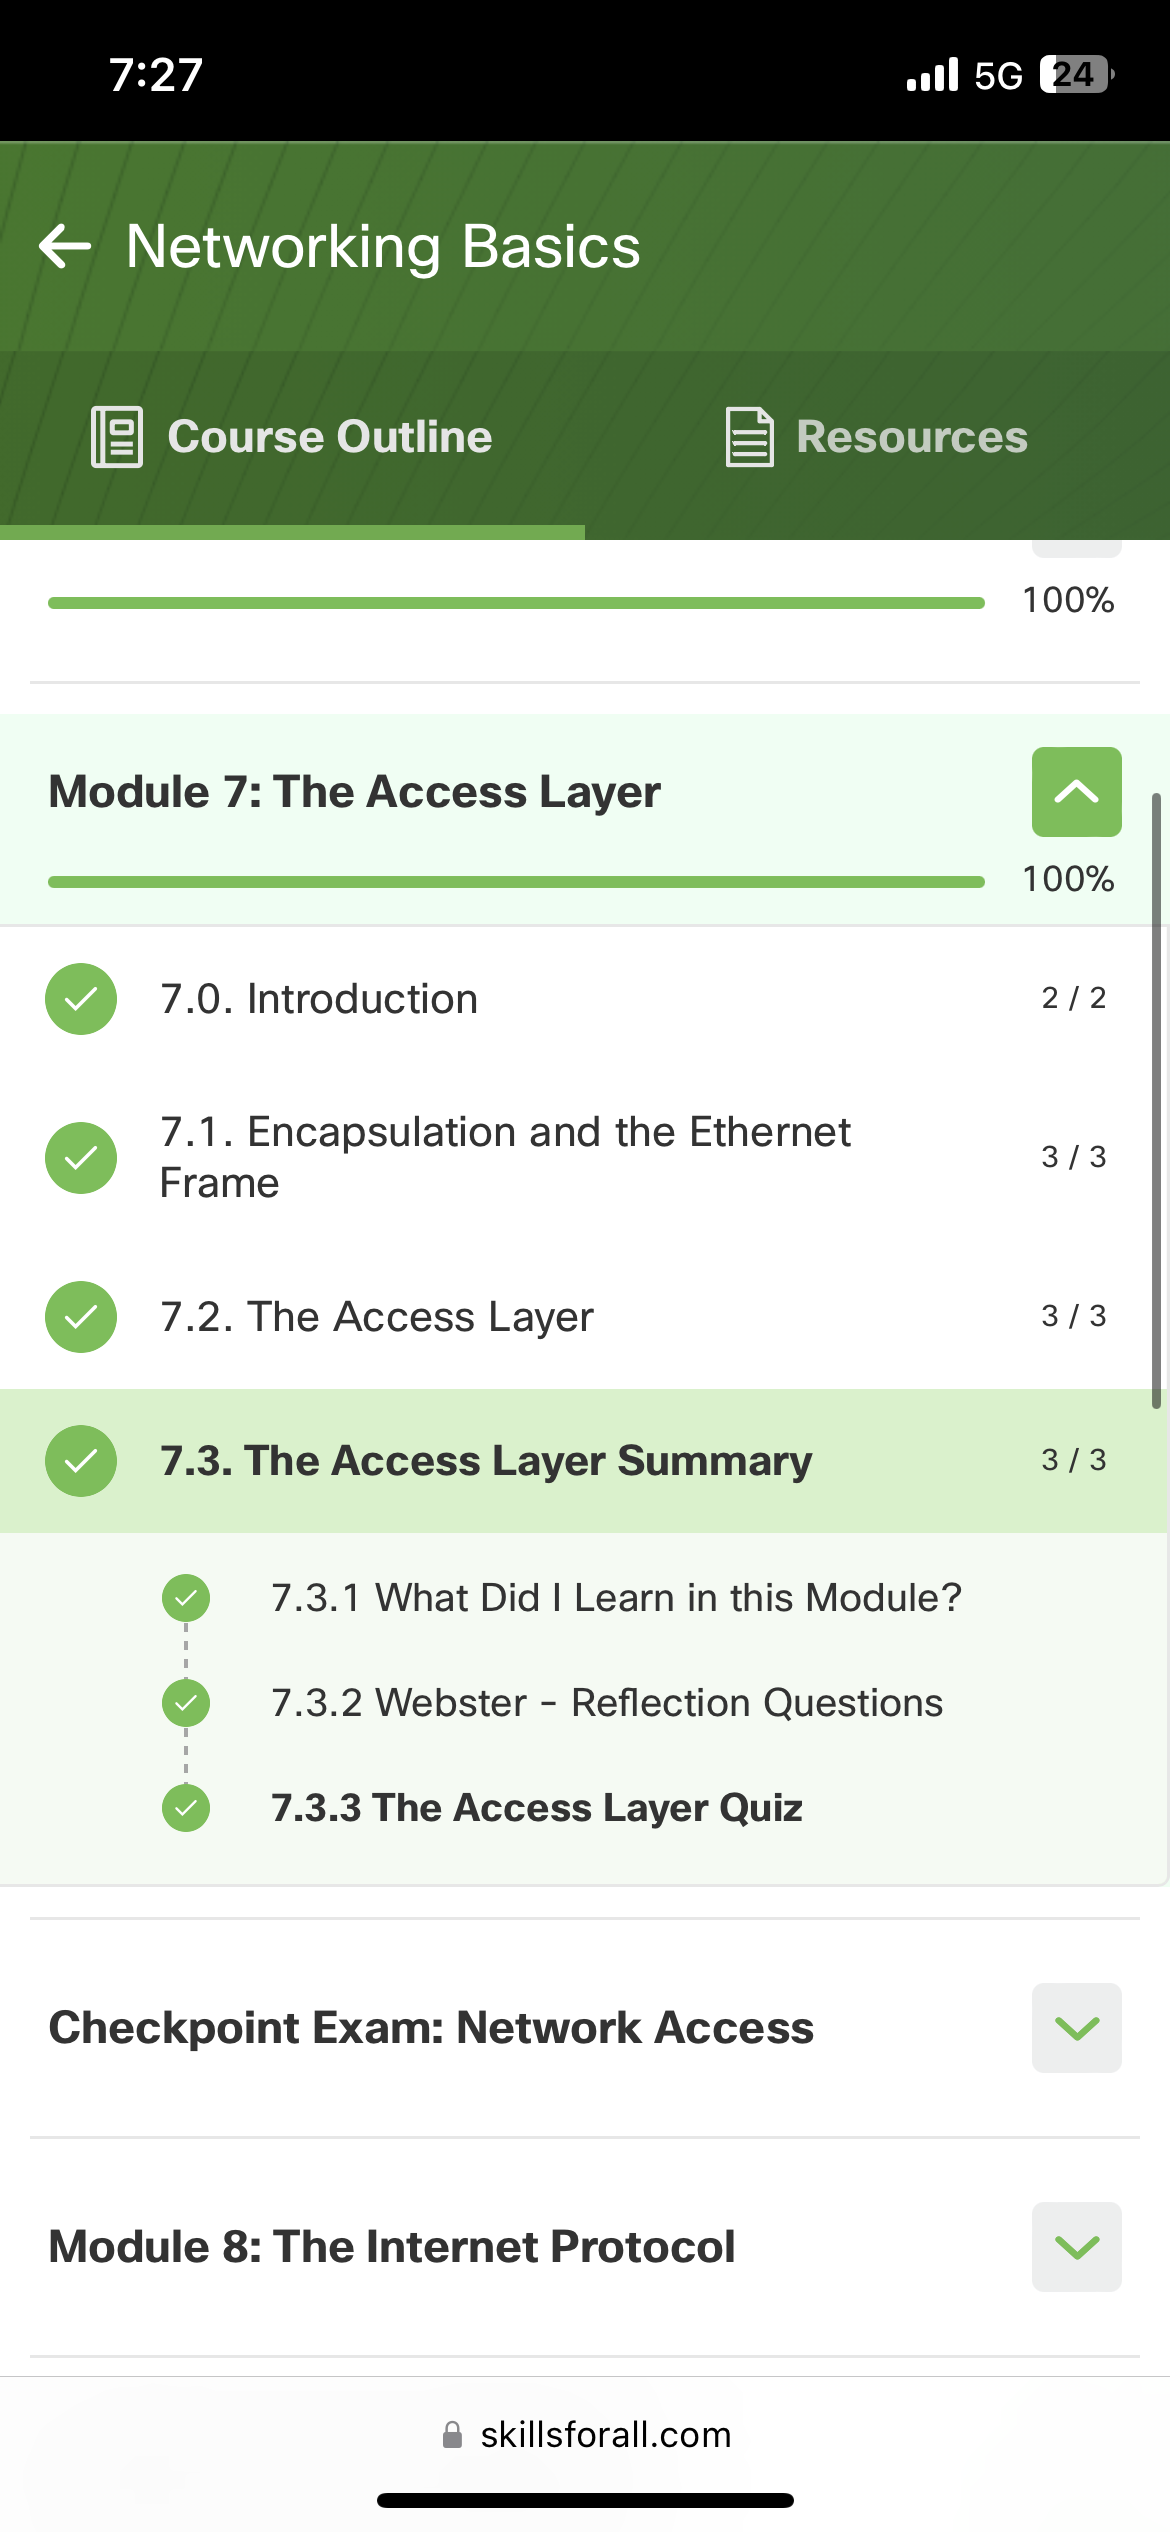 7:27
5G 24
Networking Basics
Course Outline
Resources
100%
Module 7: The Access Layer
100%
7.0. Introduction
2 / 2
7.1. Encapsulation and the Ethernet
Frame
3 / 3
7.2. The Access Layer
3 / 3
7.3. The Access Layer Summary
3 / 3
7.3.1 What Did I Learn in this Module?
7.3.2 Webster - Reflection Questions
7.3.3 The Access Layer Quiz
Checkpoint Exam: Network Access
Module 8: The Internet Protocol
skillsforall.com